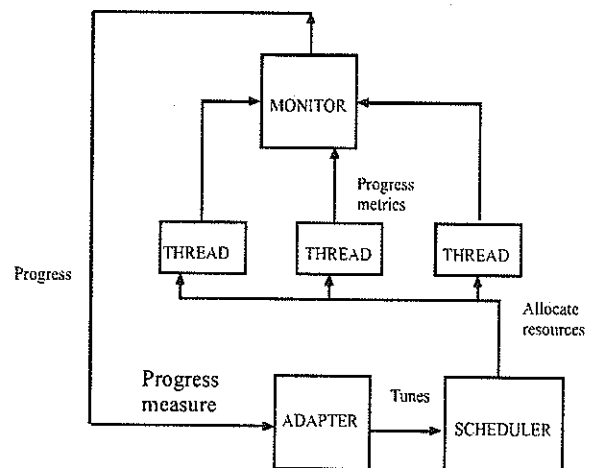 MONITOR
Progress
metrics
THREAD
THREAD
THREAD
Progress
Allocate
resources
Progress
measure
Tunes
ADAPTER
SCHEDULER